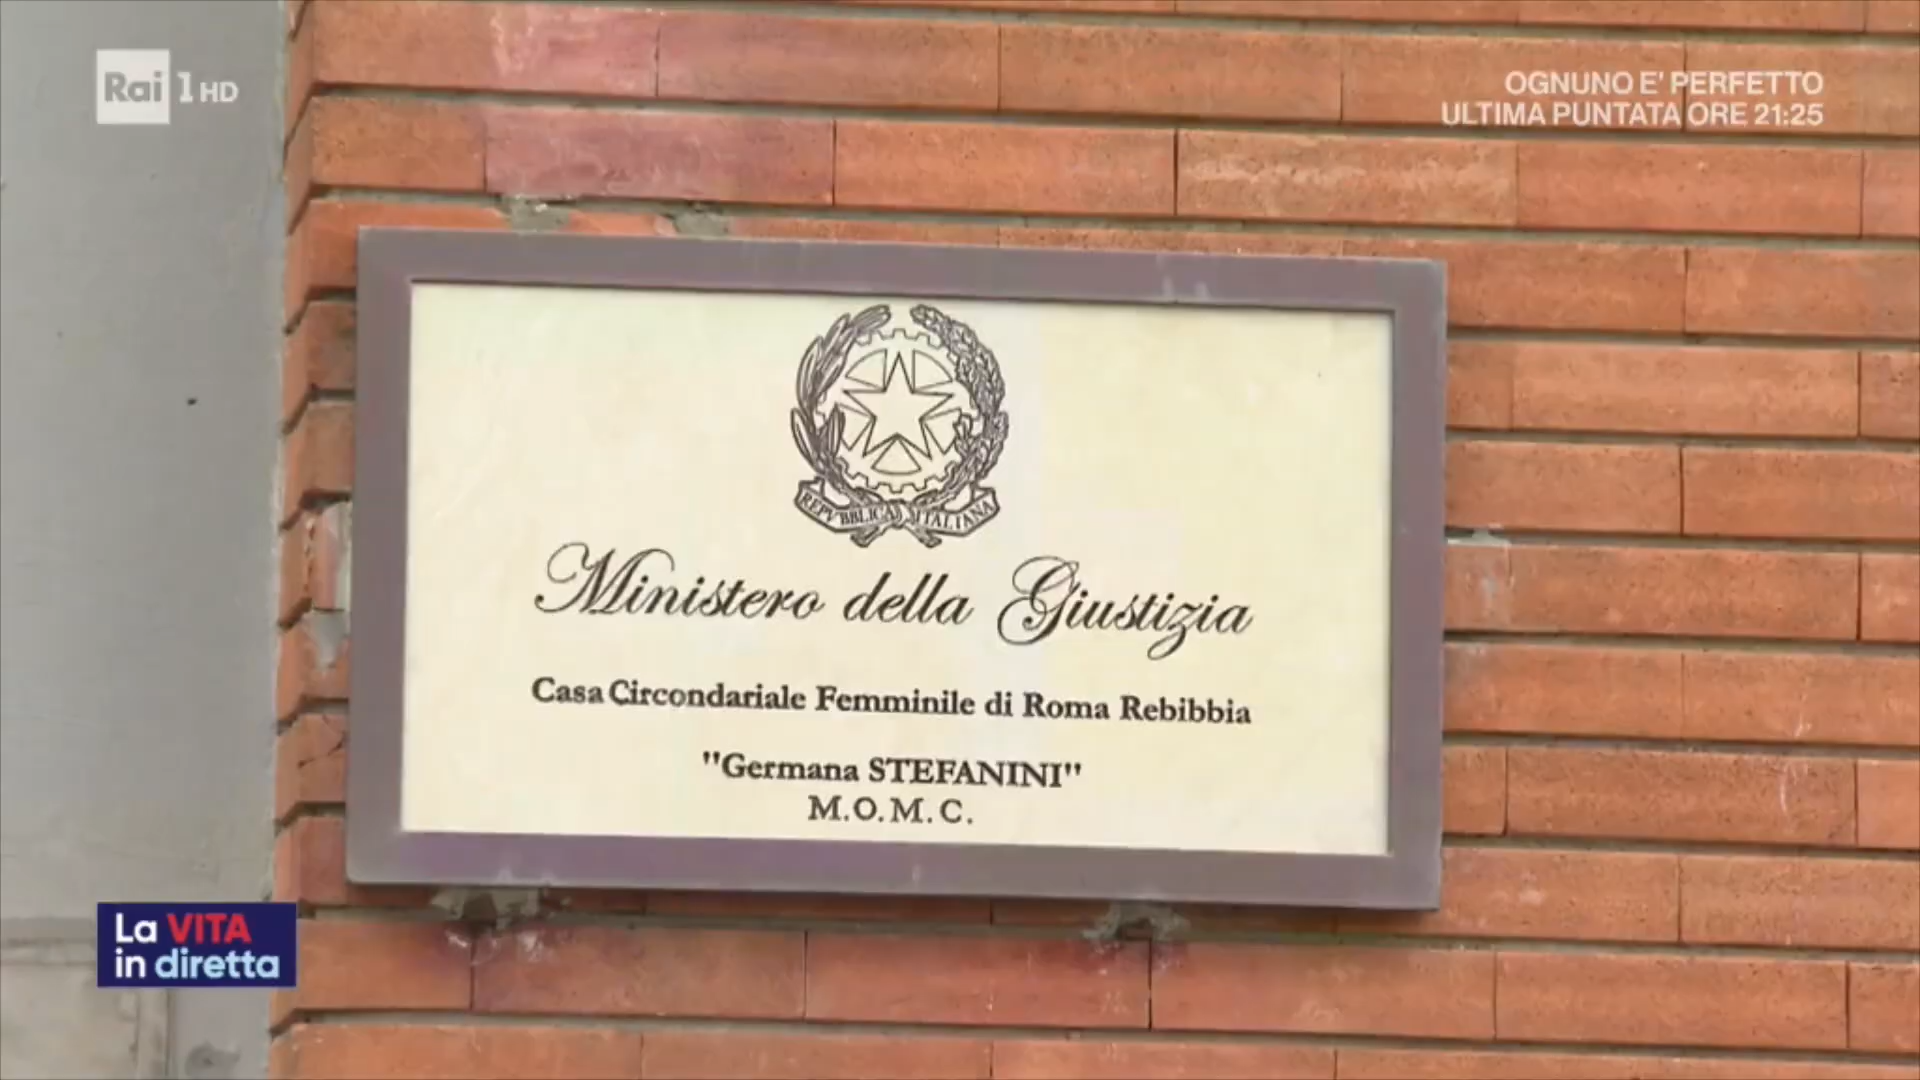 Rai 1 HD
OGNUNO E' PERFETTO
ULTIMA PUNTATA ORE 21:25
REPVBBLICA ITALIANA
Ministero della Giustizia
Casa Circondariale Femminile di Roma Rebibbia
"Germana STEFANINI"
M.O.M.C.
La VITA
in diretta